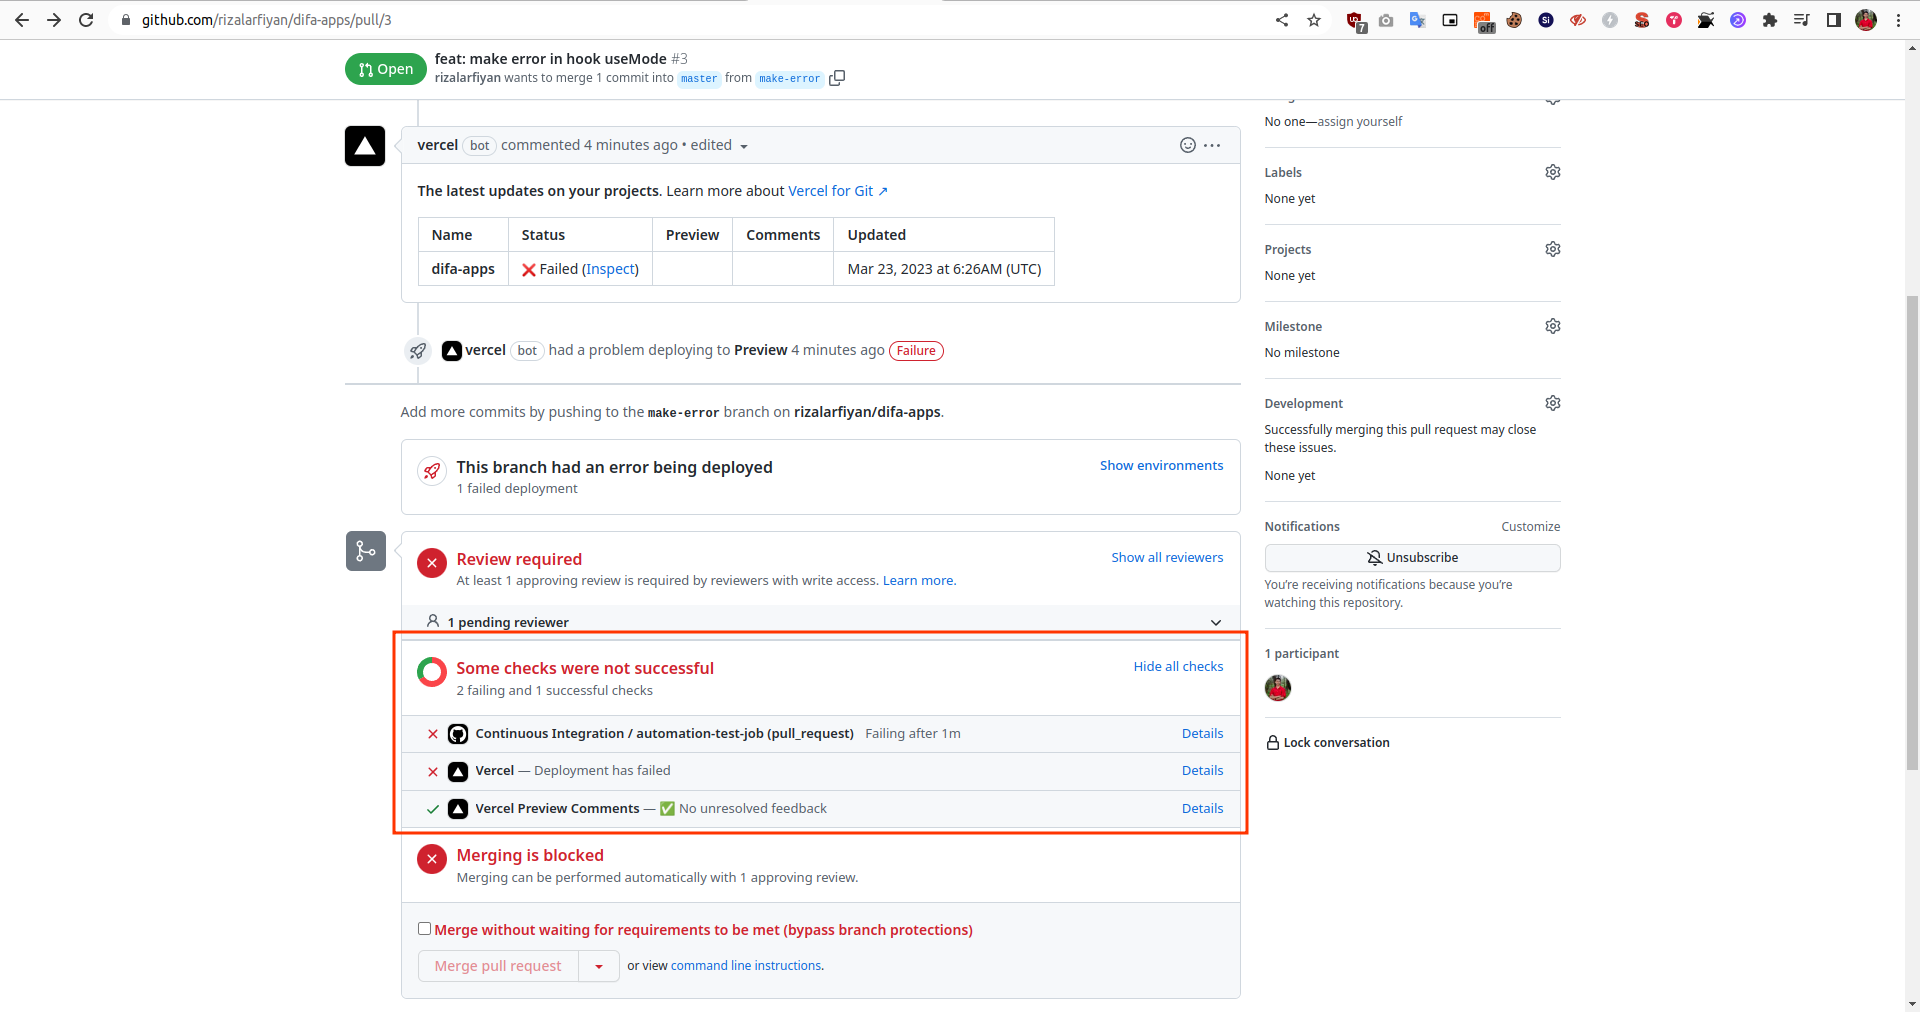 github.com/rizalarfiyan/difa-apps/pull/3
7
off
Si
SEO
Open
feat: make error in hook useMode #3
rizalarfiyan wants to merge 1 commit into master from make-error
No one—assign yourself
vercel bot commented 4 minutes ago • edited
The latest updates on your projects. Learn more about Vercel for Git ↗
Name Status Preview Comments Updated
difa-apps ❌ Failed (Inspect) Mar 23, 2023 at 6:26AM (UTC)
vercel bot had a problem deploying to Preview 4 minutes ago Failure
Add more commits by pushing to the make-error branch on rizalarfiyan/difa-apps.
This branch had an error being deployed
Show environments
1 failed deployment
Review required
Show all reviewers
At least 1 approving review is required by reviewers with write access. Learn more.
1 pending reviewer
Some checks were not successful
Hide all checks
2 failing and 1 successful checks
Continuous Integration / automation-test-job (pull_request) Failing after 1m Details
Vercel — Deployment has failed Details
Vercel Preview Comments — ✅ No unresolved feedback Details
Merging is blocked
Merging can be performed automatically with 1 approving review.
Merge without waiting for requirements to be met (bypass branch protections)
Merge pull request
or view command line instructions.
Labels
None yet
Projects
None yet
Milestone
No milestone
Development
Successfully merging this pull request may close
these issues.
None yet
Notifications
Customize
Unsubscribe
You're receiving notifications because you're
watching this repository.
1 participant
Lock conversation